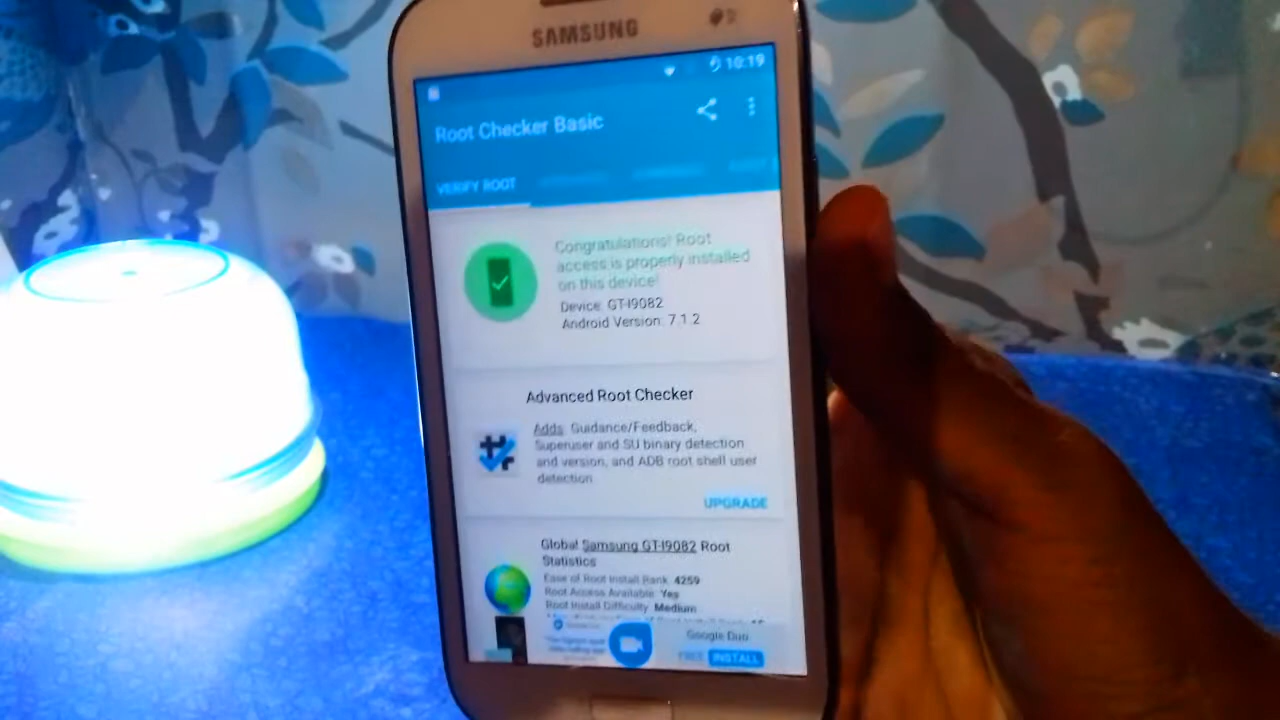 SAMSUNG
10:19
Root Checker Basic
VERIFY ROOT
Congratulations! Root
access is properly installed
on this device!
Device: GT-I9082
Android Version: 7.1.2
Advanced Root Checker
Adds: Guidance/Feedback,
Superuser and SU binary detection
and version, and ADB root shell user
detection.
UPGRADE
Global Samsung GT-I9082 Root
Statistics
Ease of Root Install Rank: 4259
Root Access Available: Yes
Root Install Difficulty: Medium
Google Duo
FREE INSTALL